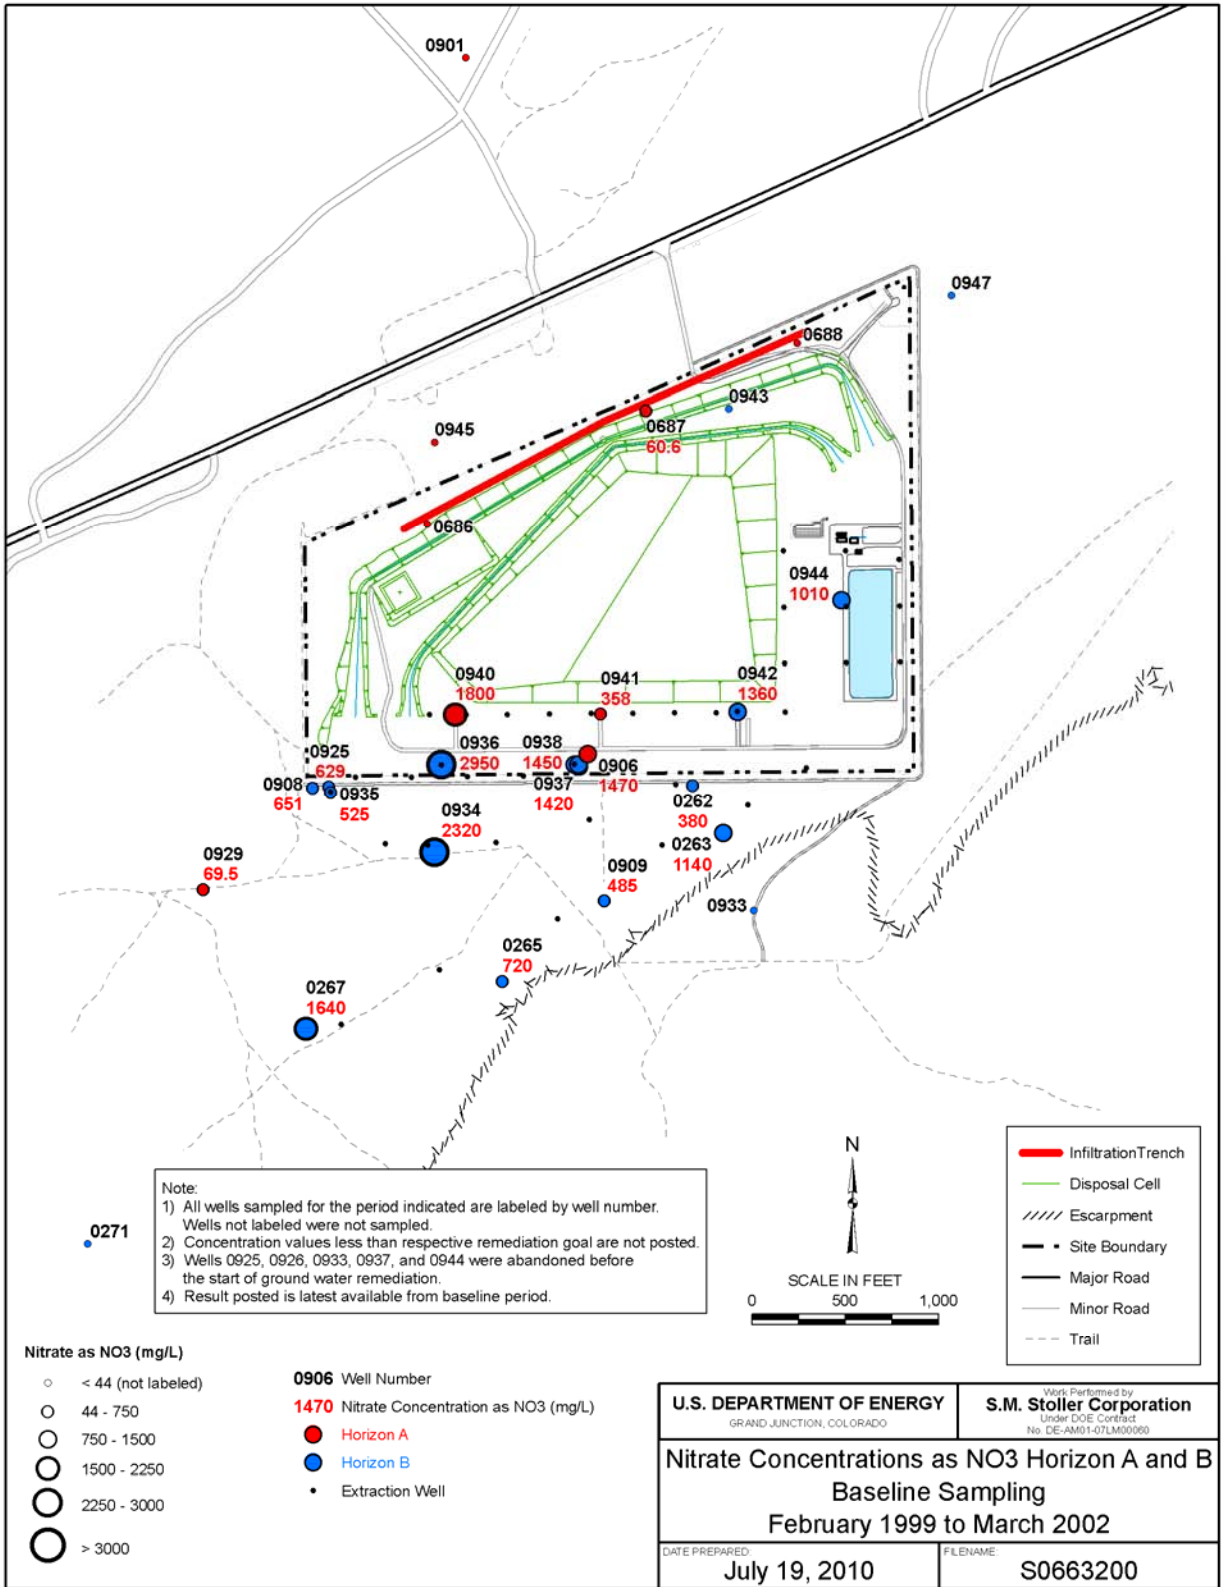 0901
0947
0688
0943
0687
60.6
0945
0686
0944
1010
0940
1800
0941
358
0942
1360
0925
629
0936
2950
0938
1450
0906
1470
0937
1420
0908
651
0935
525
0262
380
0934
2320
0263
1140
0929
69.5
0909
485
0933
0265
720
0267
1640
0271
Note:
1) All wells sampled for the period indicated are labeled by well number.
Wells not labeled were not sampled.
2) Concentration values less than respective remediation goal are not posted.
3) Wells 0925, 0926, 0933, 0937, and 0944 were abandoned before
the start of ground water remediation.
4) Result posted is latest available from baseline period.
N
SCALE IN FEET
0 500 1,000
InfiltrationTrench
Disposal Cell
Escarpment
Site Boundary
Major Road
Minor Road
Trail
Nitrate as NO3 (mg/L)
< 44 (not labeled)
44 - 750
750 - 1500
1500 - 2250
2250 - 3000
> 3000
0906 Well Number
1470 Nitrate Concentration as NO3 (mg/L)
Horizon A
Horizon B
Extraction Well
U.S. DEPARTMENT OF ENERGY
GRAND JUNCTION, COLORADO
Work Performed by
S.M. Stoller Corporation
Under DOE Contract
No. DE-AM01-07LM00060
Nitrate Concentrations as NO3 Horizon A and B
Baseline Sampling
February 1999 to March 2002
DATE PREPARED:
July 19, 2010
FILENAME:
S0663200